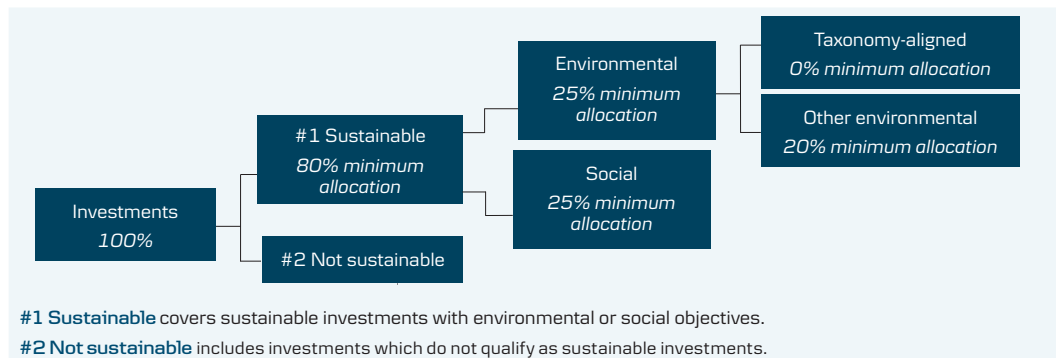 Investments
100%
#1 Sustainable
80% minimum
allocation
#2 Not sustainable
Environmental
25% minimum
allocation
Social
25% minimum
allocation
Taxonomy-aligned
0% minimum allocation
Other environmental
20% minimum allocation
#1 Sustainable covers sustainable investments with environmental or social objectives.
#2 Not sustainable includes investments which do not qualify as sustainable investments.